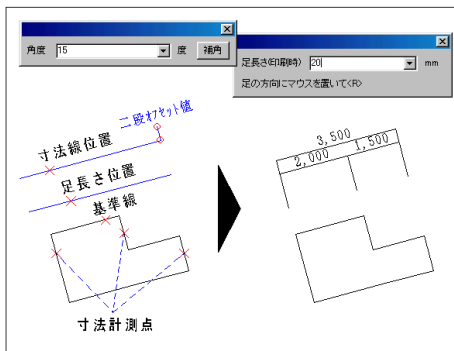 角度 15 度 補角
足長さ(印刷時) 20 mm
足の方向にマウスを置いて<R>
二段オフセット値
寸法線位置
足長さ位置
基準線
寸法計測点
3,500
2,000 1,500